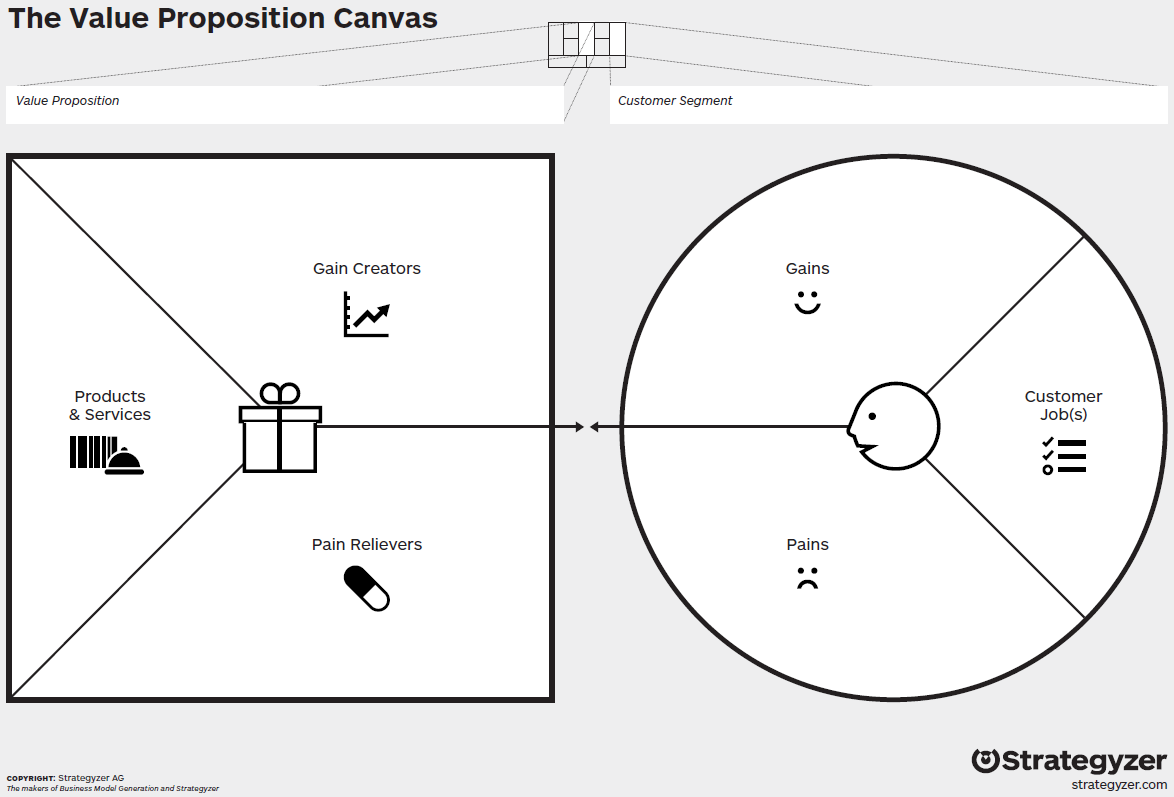 The Value Proposition Canvas
Value Proposition
Customer Segment
Gain Creators
Gains
Products
& Services
Customer
Job(s)
Pain Relievers
Pains
COPYRIGHT: Strategyzer AG
The makers of Business Model Generation and Strategyzer
Strategyzer
strategyzer.com